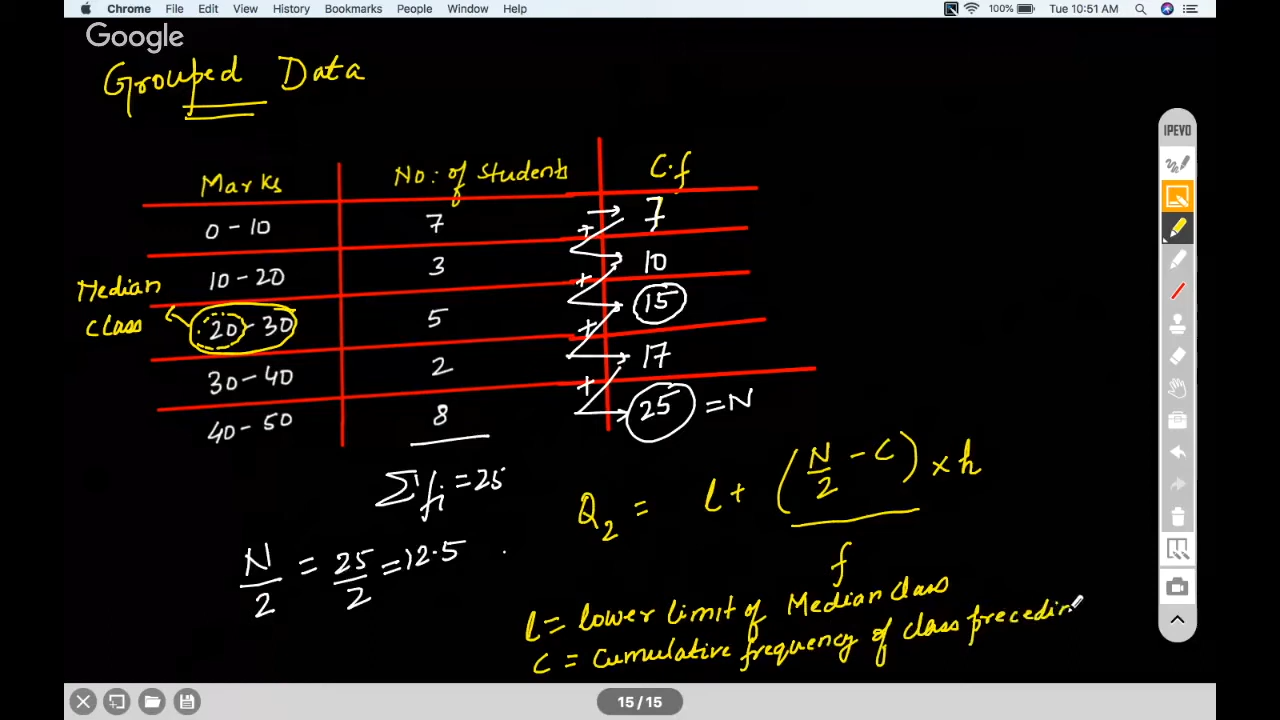 Chrome File Edit View History Bookmarks People Window Help 100% Tue 10:51 AM
Google
Grouped Data
IPEVO
Marks No: of Students C.f
0 - 10 7 + 7
10 - 20 3 + 10
Median class
20 - 30 5 + 15
30 - 40 2 + 17
40 - 50 8 25 = N
Σfi = 25
Q2 = l + (N/2 - C) × h / f
N/2 = 25/2 = 12.5
l = lower limit of Median class
C = Cumulative frequency of class precedin
15 / 15